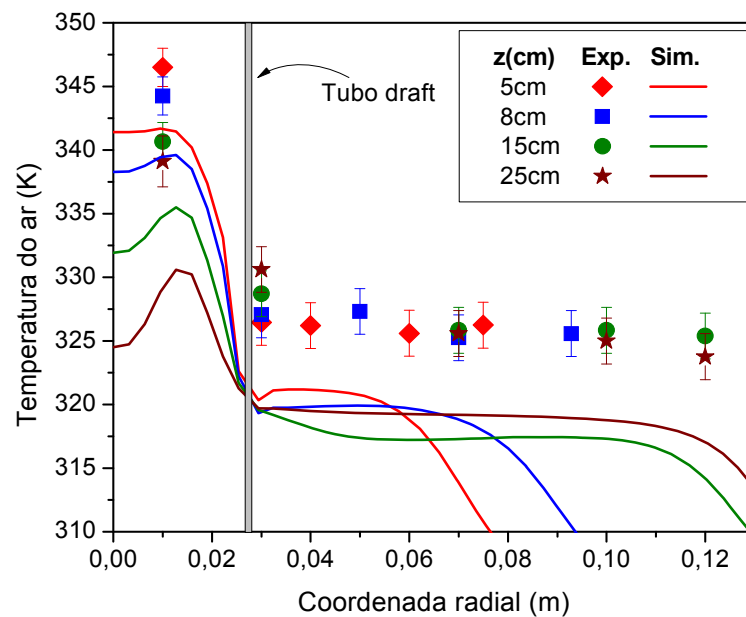 350
345
340
335
330
325
320
315
310
Temperatura do ar (K)
z(cm) Exp. Sim.
5cm
8cm
15cm
25cm
Tubo draft
0,00 0,02 0,04 0,06 0,08 0,10 0,12
Coordenada radial (m)